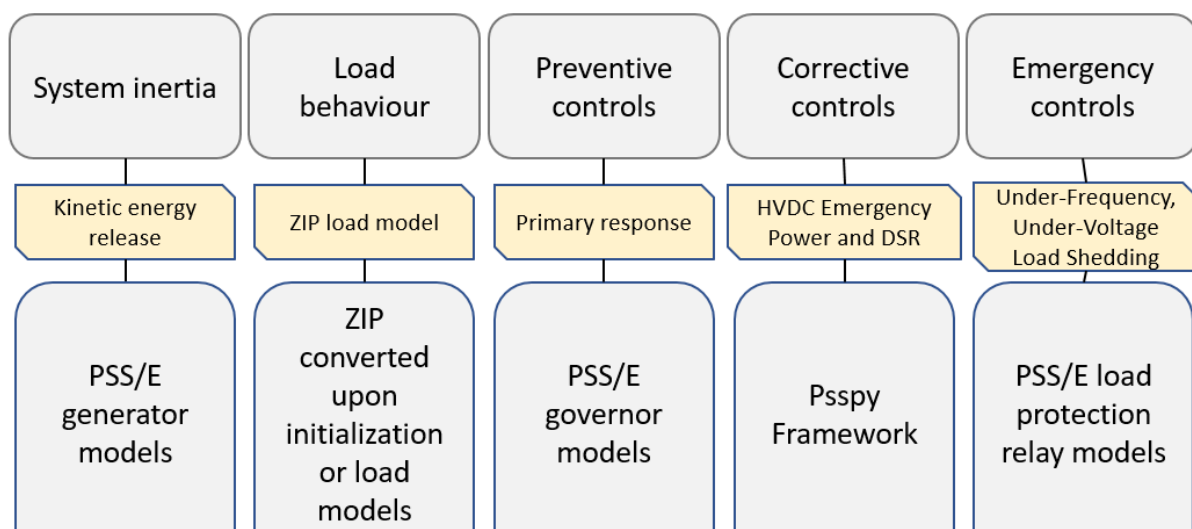 System inertia
Load
behaviour
Preventive
controls
Corrective
controls
Emergency
controls
Kinetic energy
release
ZIP load model
Primary response
HVDC Emergency
Power and DSR
Under-Frequency,
Under-Voltage
Load Shedding
PSS/E
generator
models
ZIP
converted
upon
initialization
or load
models
PSS/E
governor
models
Psspy
Framework
PSS/E load
protection
relay models